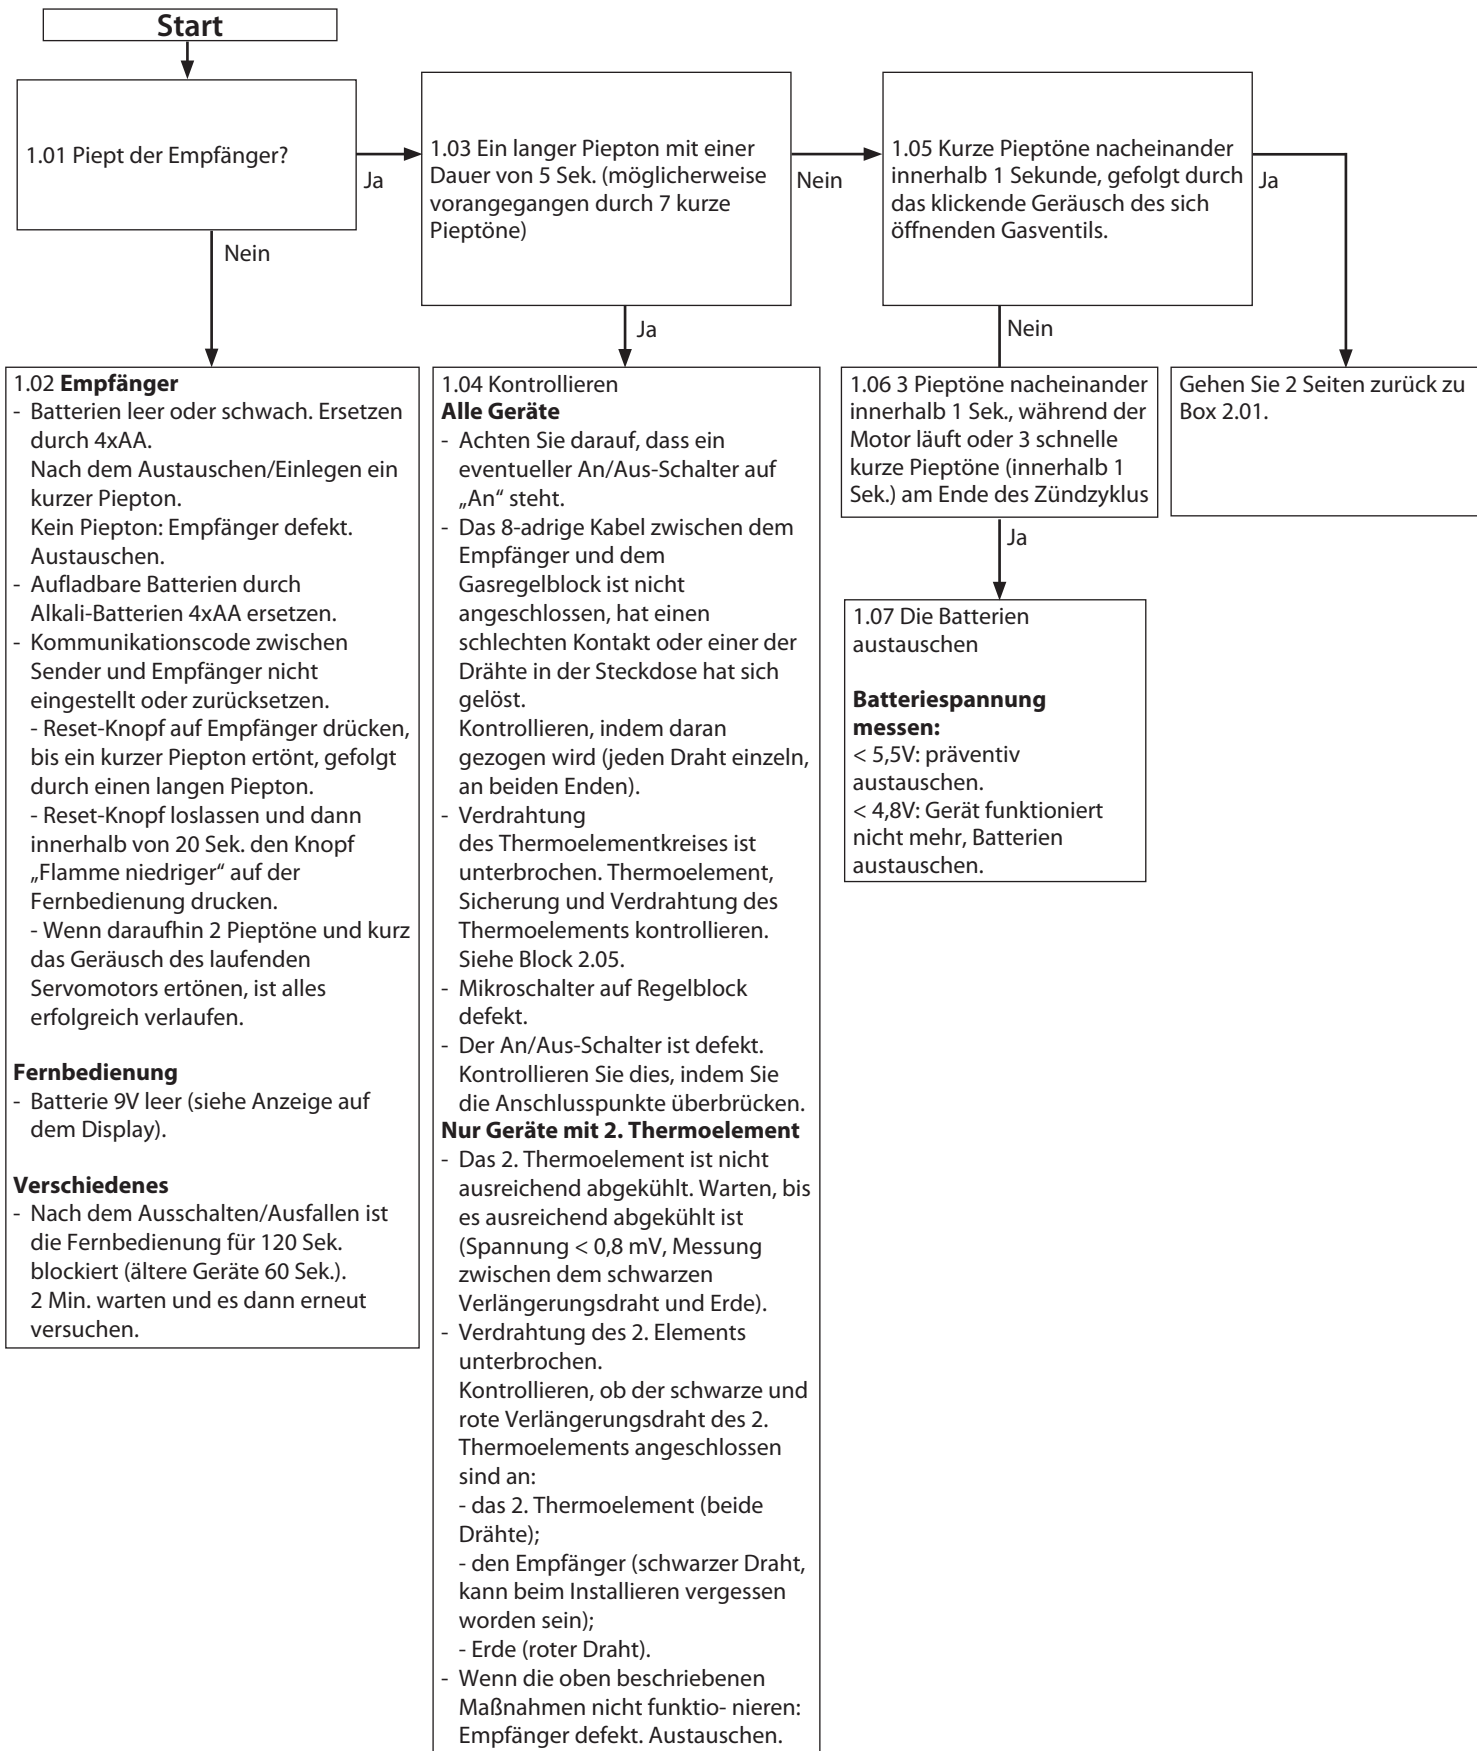 Start
1.01 Piept der Empfänger?
Ja
Nein
1.03 Ein langer Piepton mit einer
Dauer von 5 Sek. (möglicherweise
vorangegangen durch 7 kurze
Pieptöne)
Nein
Ja
1.05 Kurze Pieptöne nacheinander
innerhalb 1 Sekunde, gefolgt durch
das klickende Geräusch des sich
öffnenden Gasventils.
Ja
Nein
1.02 Empfänger
- Batterien leer oder schwach. Ersetzen
durch 4xAA.
Nach dem Austauschen/Einlegen ein
kurzer Piepton.
Kein Piepton: Empfänger defekt.
Austauschen.
- Aufladbare Batterien durch
Alkali-Batterien 4xAA ersetzen.
- Kommunikationscode zwischen
Sender und Empfänger nicht
eingestellt oder zurücksetzen.
- Reset-Knopf auf Empfänger drücken,
bis ein kurzer Piepton ertönt, gefolgt
durch einen langen Piepton.
- Reset-Knopf loslassen und dann
innerhalb von 20 Sek. den Knopf
„Flamme niedriger“ auf der
Fernbedienung drucken.
- Wenn daraufhin 2 Pieptöne und kurz
das Geräusch des laufenden
Servomotors ertönen, ist alles
erfolgreich verlaufen.
Fernbedienung
- Batterie 9V leer (siehe Anzeige auf
dem Display).
Verschiedenes
- Nach dem Ausschalten/Ausfallen ist
die Fernbedienung für 120 Sek.
blockiert (ältere Geräte 60 Sek.).
2 Min. warten und es dann erneut
versuchen.
1.04 Kontrollieren
Alle Geräte
- Achten Sie darauf, dass ein
eventueller An/Aus-Schalter auf
„An“ steht.
- Das 8-adrige Kabel zwischen dem
Empfänger und dem
Gasregelblock ist nicht
angeschlossen, hat einen
schlechten Kontakt oder einer der
Drähte in der Steckdose hat sich
gelöst.
Kontrollieren, indem daran
gezogen wird (jeden Draht einzeln,
an beiden Enden).
- Verdrahtung
des Thermoelementkreises ist
unterbrochen. Thermoelement,
Sicherung und Verdrahtung des
Thermoelements kontrollieren.
Siehe Block 2.05.
- Mikroschalter auf Regelblock
defekt.
- Der An/Aus-Schalter ist defekt.
Kontrollieren Sie dies, indem Sie
die Anschlusspunkte überbrücken.
Nur Geräte mit 2. Thermoelement
- Das 2. Thermoelement ist nicht
ausreichend abgekühlt. Warten, bis
es ausreichend abgekühlt ist
(Spannung < 0,8 mV, Messung
zwischen dem schwarzen
Verlängerungsdraht und Erde).
- Verdrahtung des 2. Elements
unterbrochen.
Kontrollieren, ob der schwarze und
rote Verlängerungsdraht des 2.
Thermoelements angeschlossen
sind an:
- das 2. Thermoelement (beide
Drähte);
- den Empfänger (schwarzer Draht,
kann beim Installieren vergessen
worden sein);
- Erde (roter Draht).
- Wenn die oben beschriebenen
Maßnahmen nicht funktio- nieren:
Empfänger defekt. Austauschen.
1.06 3 Pieptöne nacheinander
innerhalb 1 Sek., während der
Motor läuft oder 3 schnelle
kurze Pieptöne (innerhalb 1
Sek.) am Ende des Zündzyklus
Ja
1.07 Die Batterien
austauschen
Batteriespannung
messen:
< 5,5V: präventiv
austauschen.
< 4,8V: Gerät funktioniert
nicht mehr, Batterien
austauschen.
Gehen Sie 2 Seiten zurück zu
Box 2.01.